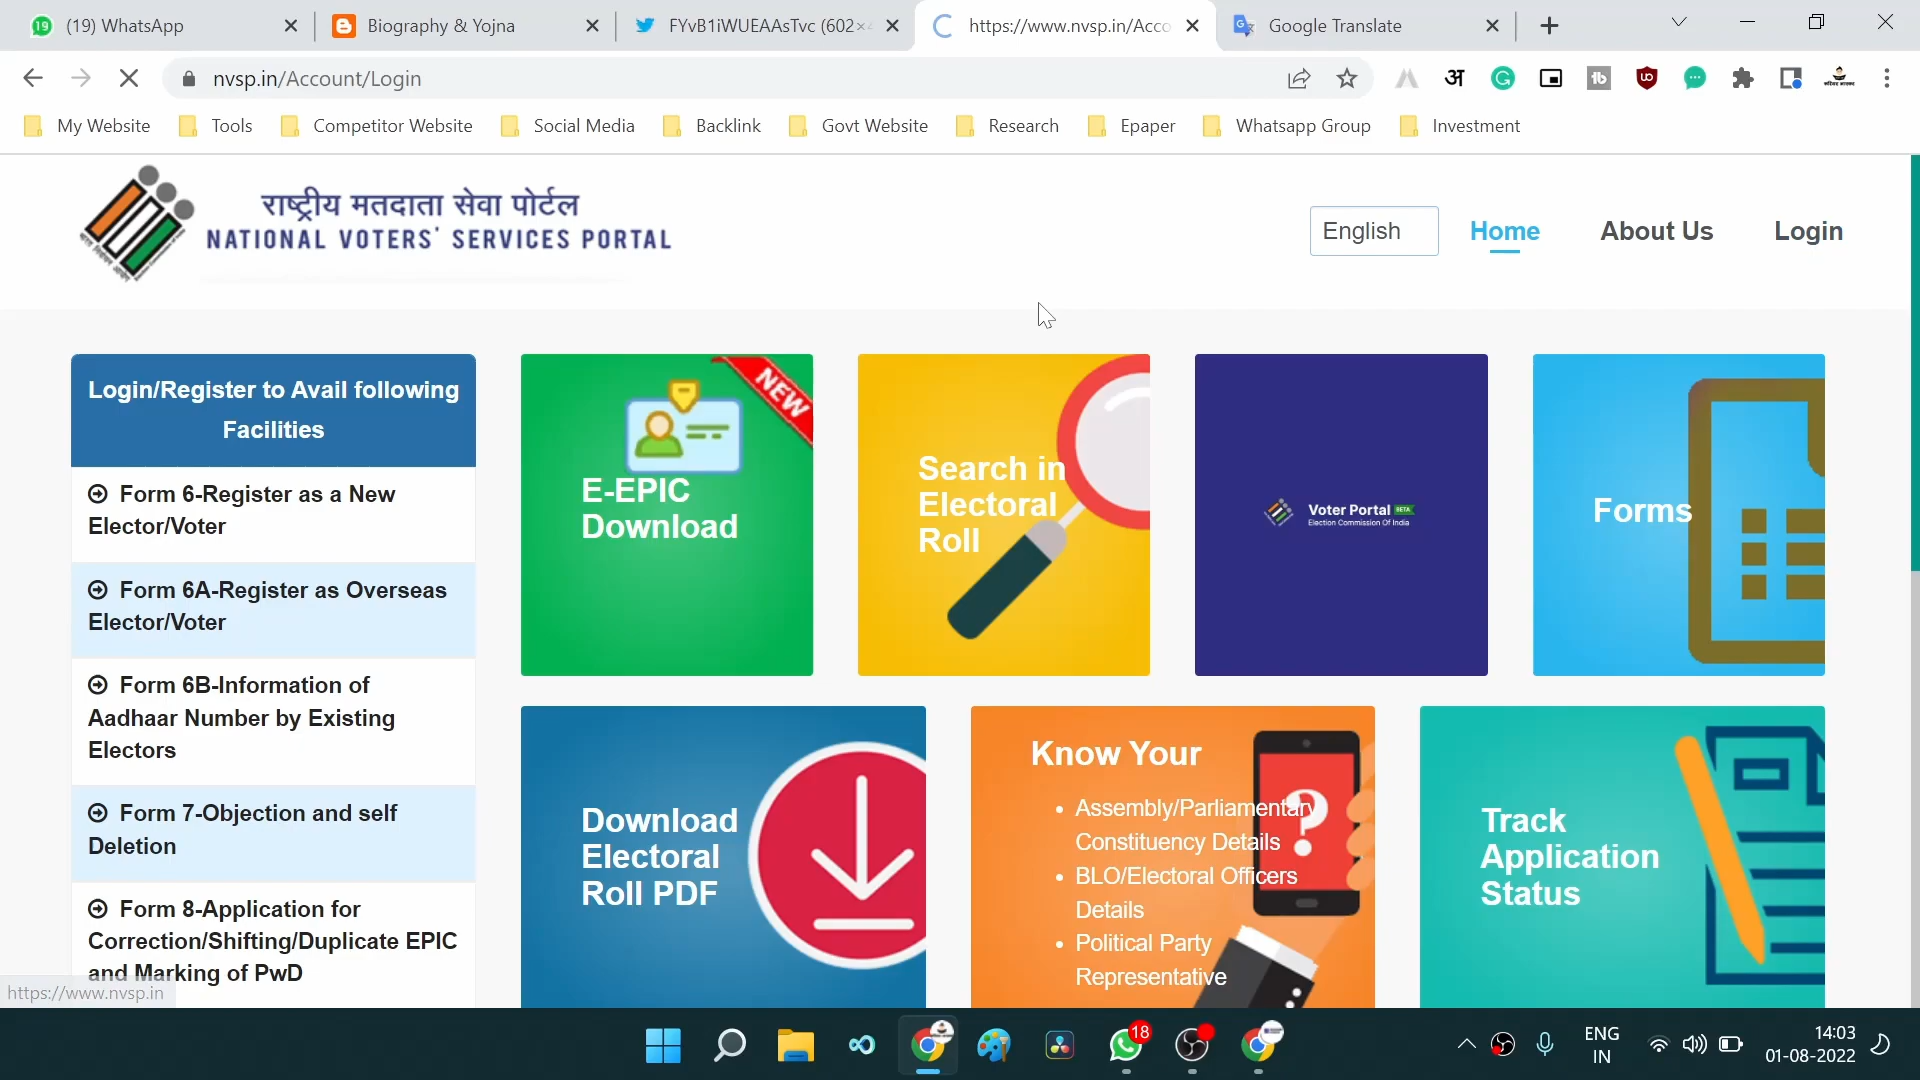 19
(19) WhatsApp
Biography & Yojna
FYvB1iWUEAAsTvc (602×
https://www.nvsp.in/Acco
Google Translate
nvsp.in/Account/Login
अ
My Website
Tools
Competitor Website
Social Media
Backlink
Govt Website
Research
Epaper
Whatsapp Group
Investment
राष्ट्रीय मतदाता सेवा पोर्टल
NATIONAL VOTERS' SERVICES PORTAL
English
Home
About Us
Login
Login/Register to Avail following
Facilities
Form 6-Register as a New
Elector/Voter
Form 6A-Register as Overseas
Elector/Voter
Form 6B-Information of
Aadhaar Number by Existing
Electors
Form 7-Objection and self
Deletion
Form 8-Application for
Correction/Shifting/Duplicate EPIC
and Marking of PwD
NEW
E-EPIC
Download
Search in
Electoral
Roll
Voter Portal BETA
Election Commission Of India
Forms
Download
Electoral
Roll PDF
Know Your
Assembly/Parliamentary
Constituency Details
BLO/Electoral Officers
Details
Political Party
Representative
?
Track
Application
Status
https://www.nvsp.in
18
ENG
IN
14:03
01-08-2022